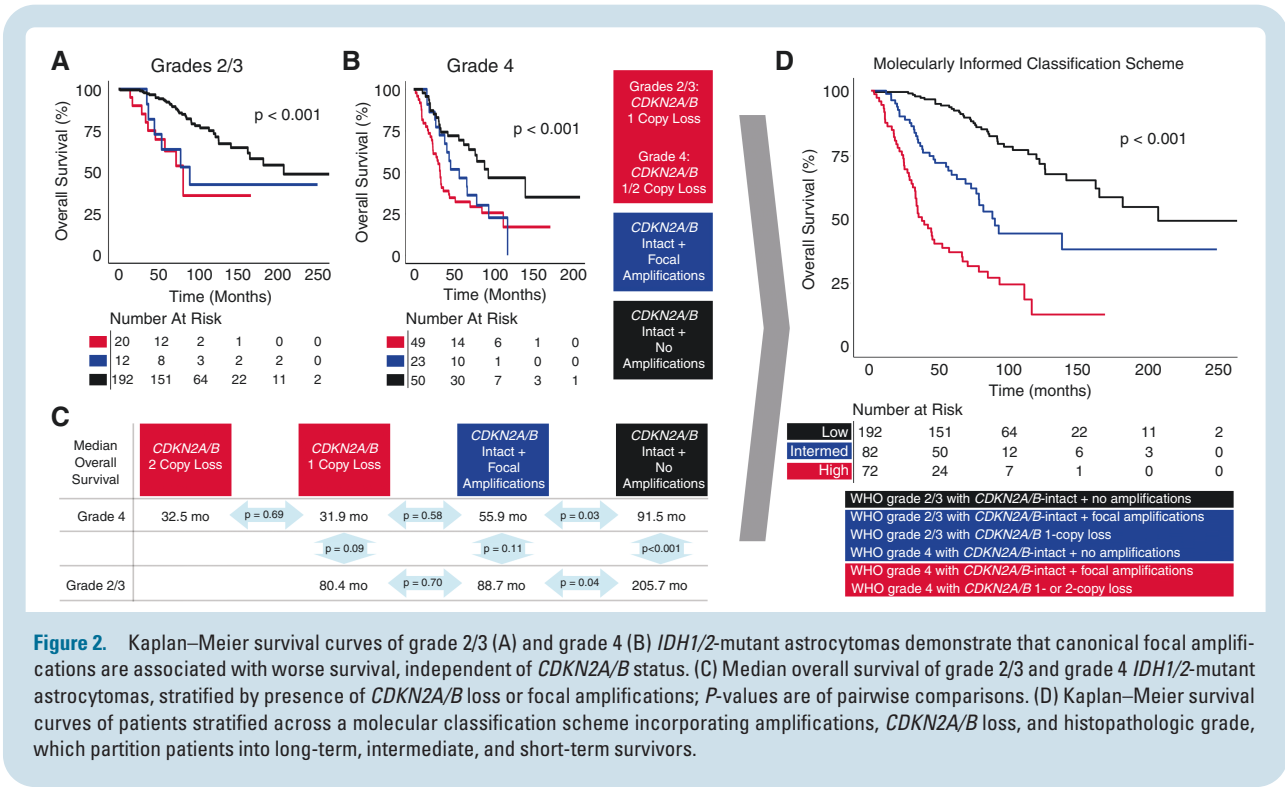 A
Grades 2/3
Overall Survival (%)
100
75
50
25
0
p < 0.001
0 50 100 150 200 250
Time (Months)
Number At Risk
20 12 2 1 0 0
12 8 3 2 2 0
192 151 64 22 11 2
B
Grade 4
Overall Survival (%)
100
75
50
25
0
p < 0.001
0 50 100 150 200
Time (Months)
Number At Risk
49 14 6 1 0
23 10 1 0 0
50 30 7 3 1
Grades 2/3:
CDKN2A/B
1 Copy Loss
Grade 4:
CDKN2A/B
1/2 Copy Loss
CDKN2A/B
Intact +
Focal
Amplifications
CDKN2A/B
Intact +
No
Amplifications
C
Median
Overall
Survival
CDKN2A/B
2 Copy Loss
CDKN2A/B
1 Copy Loss
CDKN2A/B
Intact +
Focal
Amplifications
CDKN2A/B
Intact +
No
Amplifications
Grade 4 32.5 mo p = 0.69 31.9 mo p = 0.58 55.9 mo p = 0.03 91.5 mo
p = 0.09 p = 0.11 p<0.001
Grade 2/3 80.4 mo p = 0.70 88.7 mo p = 0.04 205.7 mo
D
Molecularly Informed Classification Scheme
Overall Survival (%)
100
75
50
25
0
p < 0.001
0 50 100 150 200 250
Time (months)
Number at Risk
Low 192 151 64 22 11 2
Intermed 82 50 12 6 3 0
High 72 24 7 1 0 0
WHO grade 2/3 with CDKN2A/B-intact + no amplifications
WHO grade 2/3 with CDKN2A/B-intact + focal amplifications
WHO grade 2/3 with CDKN2A/B 1-copy loss
WHO grade 4 with CDKN2A/B-intact + no amplifications
WHO grade 4 with CDKN2A/B-intact + focal amplifications
WHO grade 4 with CDKN2A/B 1- or 2-copy loss
Figure 2. Kaplan–Meier survival curves of grade 2/3 (A) and grade 4 (B) IDH1/2-mutant astrocytomas demonstrate that canonical focal amplifi-
cations are associated with worse survival, independent of CDKN2A/B status. (C) Median overall survival of grade 2/3 and grade 4 IDH1/2-mutant
astrocytomas, stratified by presence of CDKN2A/B loss or focal amplifications; P-values are of pairwise comparisons. (D) Kaplan–Meier survival
curves of patients stratified across a molecular classification scheme incorporating amplifications, CDKN2A/B loss, and histopathologic grade,
which partition patients into long-term, intermediate, and short-term survivors.